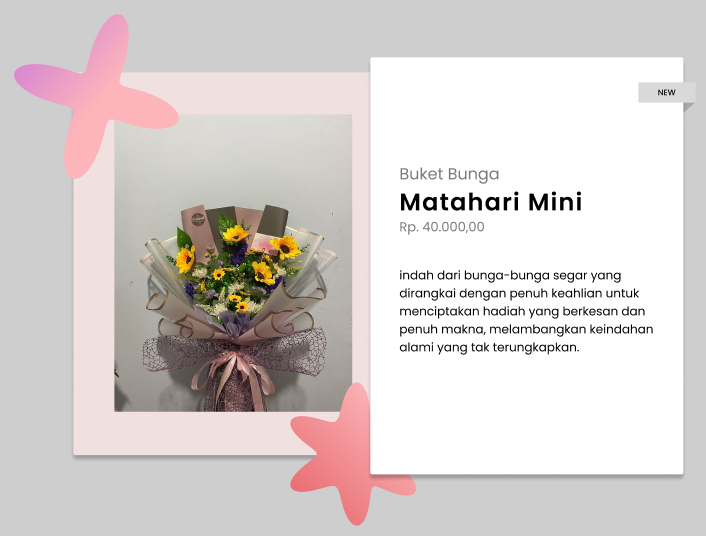 NEW
Buket Bunga
Matahari Mini
Rp. 40.000,00
indah dari bunga-bunga segar yang
dirangkai dengan penuh keahlian untuk
menciptakan hadiah yang berkesan dan
penuh makna, melambangkan keindahan
alami yang tak terungkapkan.